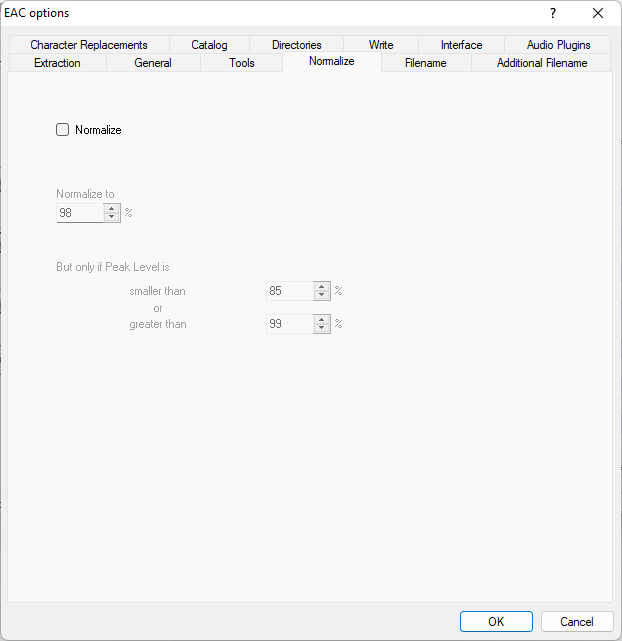 EAC options
Character Replacements Catalog Directories Write Interface Audio Plugins
Extraction General Tools Normalize Filename Additional Filename
Normalize
Normalize to
98 %
But only if Peak Level is
smaller than 85 %
or
greater than 99 %
OK Cancel